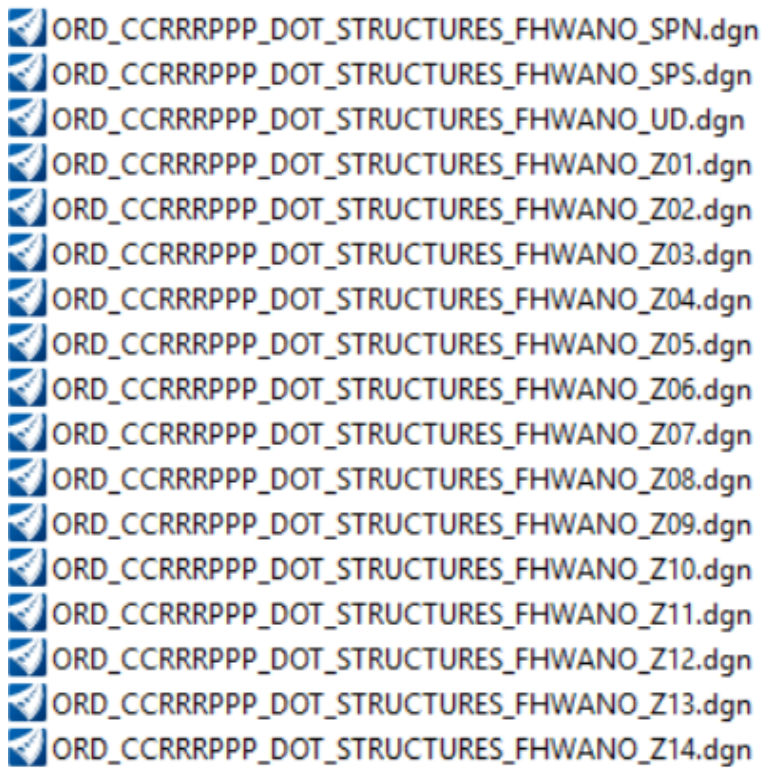 ORD_CCRRRPPP_DOT_STRUCTURES_FHWANO_SPN.dgn
ORD_CCRRRPPP_DOT_STRUCTURES_FHWANO_SPS.dgn
ORD_CCRRRPPP_DOT_STRUCTURES_FHWANO_UD.dgn
ORD_CCRRRPPP_DOT_STRUCTURES_FHWANO_Z01.dgn
ORD_CCRRRPPP_DOT_STRUCTURES_FHWANO_Z02.dgn
ORD_CCRRRPPP_DOT_STRUCTURES_FHWANO_Z03.dgn
ORD_CCRRRPPP_DOT_STRUCTURES_FHWANO_Z04.dgn
ORD_CCRRRPPP_DOT_STRUCTURES_FHWANO_Z05.dgn
ORD_CCRRRPPP_DOT_STRUCTURES_FHWANO_Z06.dgn
ORD_CCRRRPPP_DOT_STRUCTURES_FHWANO_Z07.dgn
ORD_CCRRRPPP_DOT_STRUCTURES_FHWANO_Z08.dgn
ORD_CCRRRPPP_DOT_STRUCTURES_FHWANO_Z09.dgn
ORD_CCRRRPPP_DOT_STRUCTURES_FHWANO_Z10.dgn
ORD_CCRRRPPP_DOT_STRUCTURES_FHWANO_Z11.dgn
ORD_CCRRRPPP_DOT_STRUCTURES_FHWANO_Z12.dgn
ORD_CCRRRPPP_DOT_STRUCTURES_FHWANO_Z13.dgn
ORD_CCRRRPPP_DOT_STRUCTURES_FHWANO_Z14.dgn